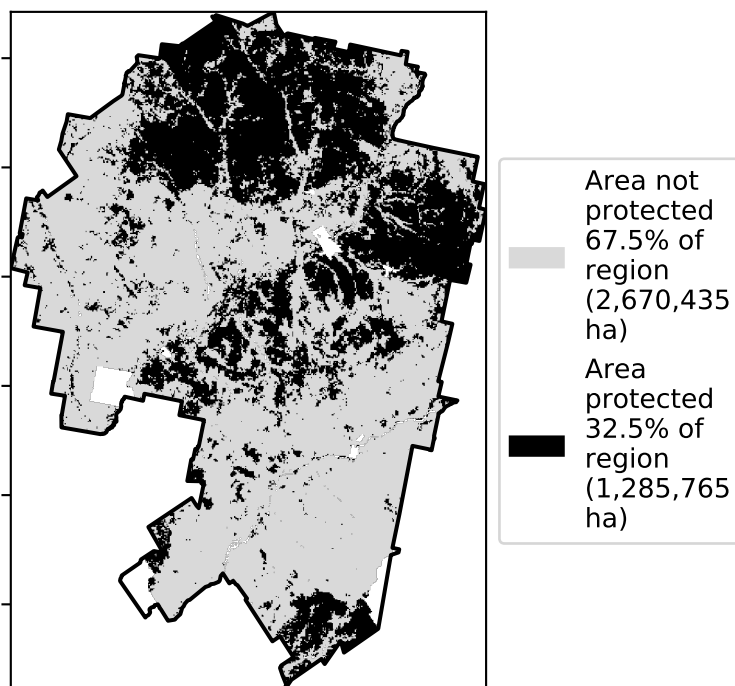 Area not
protected
67.5% of
region
(2,670,435
ha)
Area
protected
32.5% of
region
(1,285,765
ha)